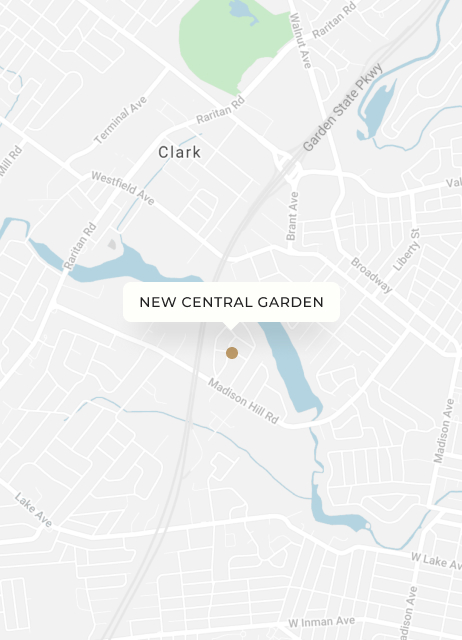 Walnut Ave
Raritan Rd
Garden State Pkwy
Terminal Ave
Raritan Rd
Clark
Mill Rd
Westfield Ave
Val
Brant Ave
Liberty St
Raritan Rd
Broadway
NEW CENTRAL GARDEN
Madison Hill Rd
Madison Ave
Lake Ave
W Lake Av
Madison Ave
W Inman Ave